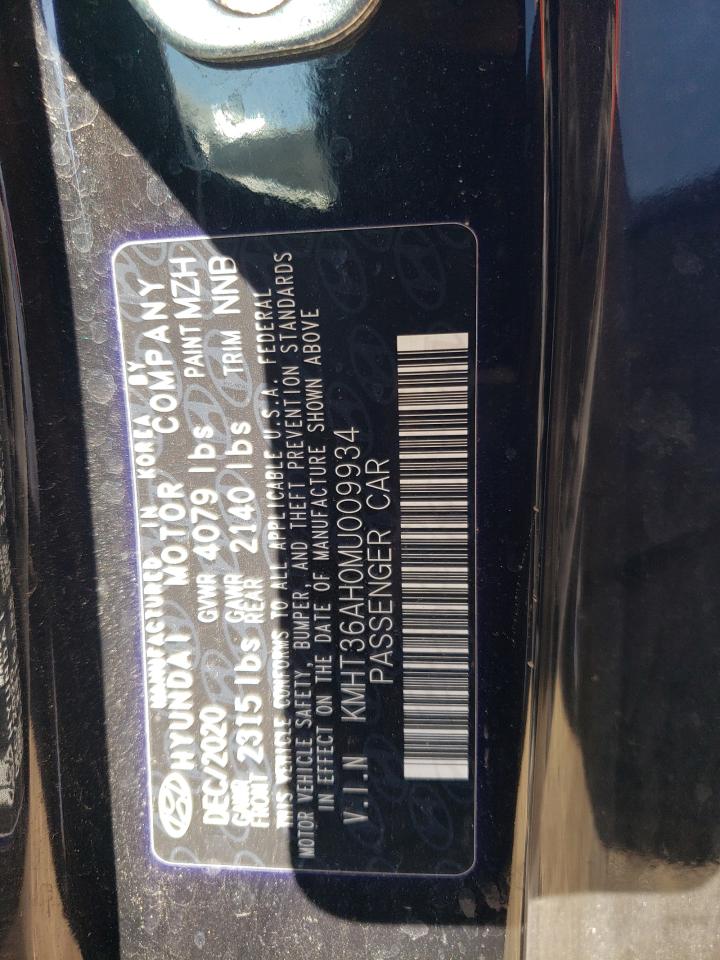 MANUFACTURED IN KOREA BY
HYUNDAI MOTOR COMPANY
DEC/2020 GVWR 4079 lbs PAINT MZH
GAWR FRONT 2315 lbs GAWR REAR 2140 lbs TRIM NNB
THIS VEHICLE CONFORMS TO ALL APPLICABLE U.S.A. FEDERAL
MOTOR VEHICLE SAFETY, BUMPER, AND THEFT PREVENTION STANDARDS
IN EFFECT ON THE DATE OF MANUFACTURE SHOWN ABOVE
V.I.N KMHT36AH0MU009934
PASSENGER CAR